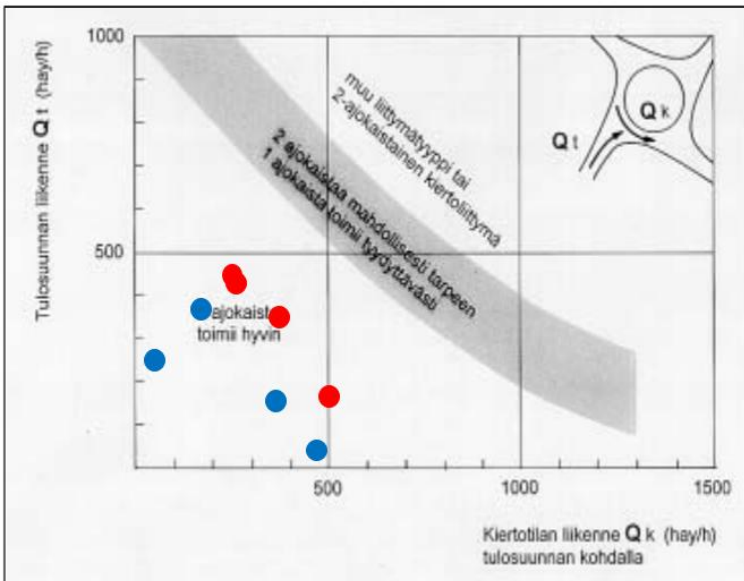 1000
500
Tulosuunnan liikenne Q t (hay/h)
muu liittymätyyppi tai
2-ajokaistainen kiertoliittymä
2 ajokaistaa mahdollisesti tarpeen
1 ajokaista toimii tyydyttävästi
ajokaista
toimii hyvin
Q k
Q t
500
1000
1500
Kiertotilan liikenne Q k (hay/h)
tulosuunnan kohdalla